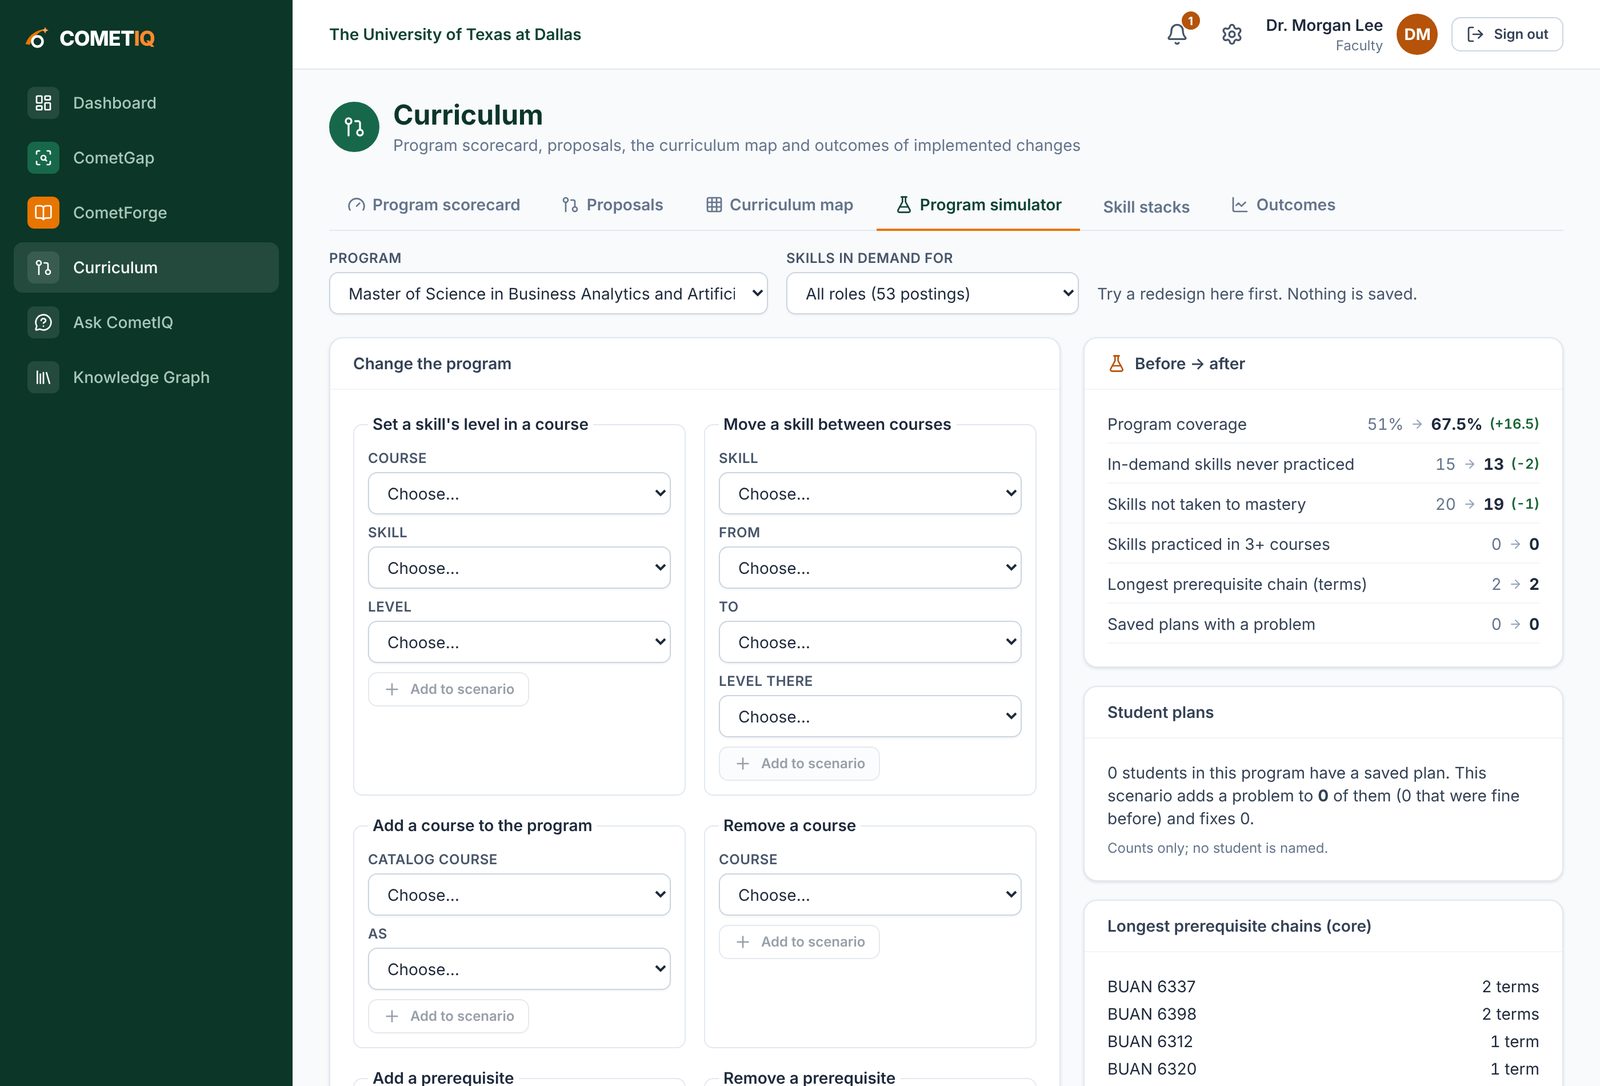 COMETIQ
Dashboard
CometGap
CometForge
Curriculum
Ask CometIQ
Knowledge Graph
The University of Texas at Dallas
1
Dr. Morgan Lee
Faculty
DM
Sign out
Curriculum
Program scorecard, proposals, the curriculum map and outcomes of implemented changes
Program scorecard
Proposals
Curriculum map
Program simulator
Skill stacks
Outcomes
PROGRAM
Master of Science in Business Analytics and Artifici
SKILLS IN DEMAND FOR
All roles (53 postings)
Try a redesign here first. Nothing is saved.
Change the program
Set a skill's level in a course
COURSE
Choose...
SKILL
Choose...
LEVEL
Choose...
+ Add to scenario
Move a skill between courses
SKILL
Choose...
FROM
Choose...
TO
Choose...
LEVEL THERE
Choose...
+ Add to scenario
Add a course to the program
CATALOG COURSE
Choose...
AS
Choose...
+ Add to scenario
Remove a course
COURSE
Choose...
+ Add to scenario
Add a prerequisite
Remove a prerequisite
Before → after
Program coverage 51% → 67.5% (+16.5)
In-demand skills never practiced 15 → 13 (-2)
Skills not taken to mastery 20 → 19 (-1)
Skills practiced in 3+ courses 0 → 0
Longest prerequisite chain (terms) 2 → 2
Saved plans with a problem 0 → 0
Student plans
0 students in this program have a saved plan. This
scenario adds a problem to 0 of them (0 that were fine
before) and fixes 0.
Counts only; no student is named.
Longest prerequisite chains (core)
BUAN 6337 2 terms
BUAN 6398 2 terms
BUAN 6312 1 term
BUAN 6320 1 term